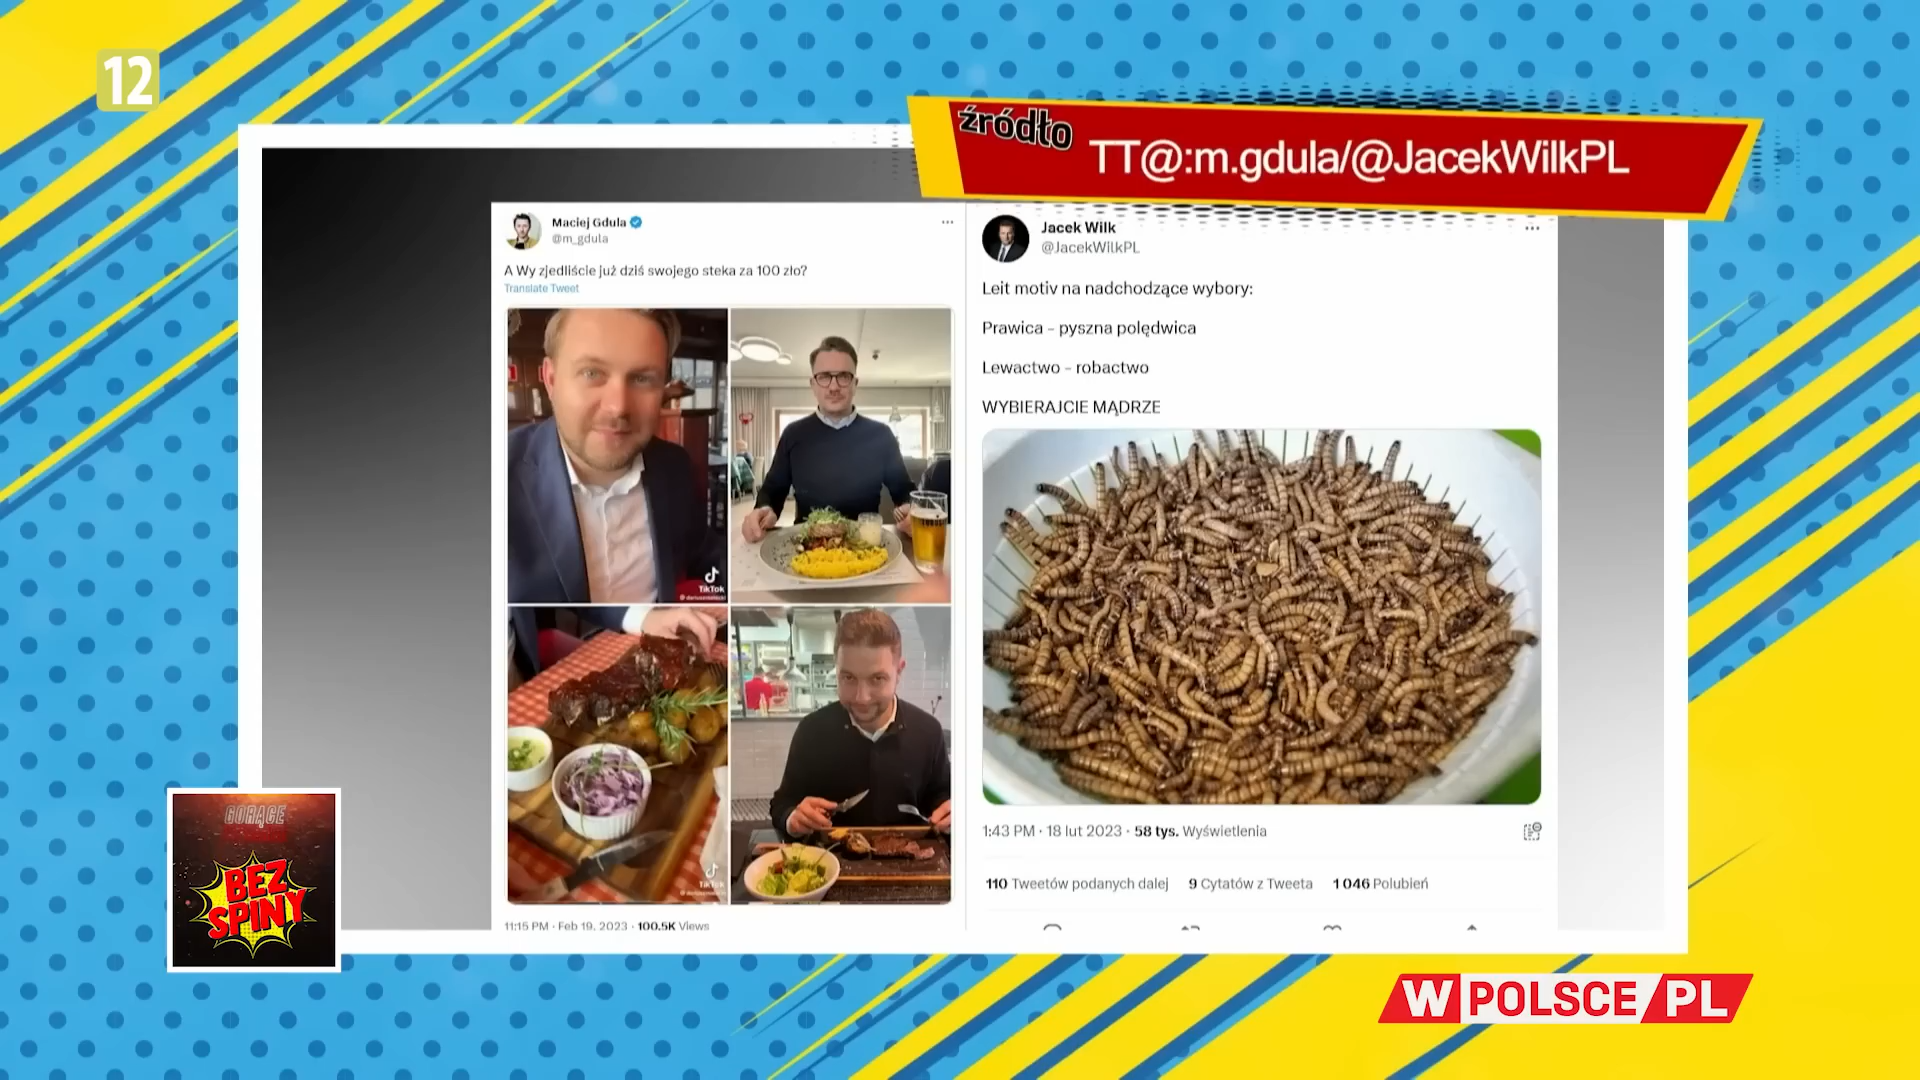 12
źródło
TT@:m.gdula/@JacekWilkPL
Maciej Gdula
@m_gdula
A Wy zjedliście już dziś swojego steka za 100 zło?
Translate Tweet
TikTok
TikTok
11:15 PM · Feb 19, 2023 · 100.5K Views
Jacek Wilk
@JacekWilkPL
Leit motiv na nadchodzące wybory:
Prawica - pyszna polędwica
Lewactwo - robactwo
WYBIERAJCIE MĄDRZE
1:43 PM · 18 lut 2023 · 58 tys. Wyświetlenia
110 Tweetów podanych dalej 9 Cytatów z Tweeta 1 046 Polubień
GORĄCE
BEZ
SPINY
WPOLSCE/PL